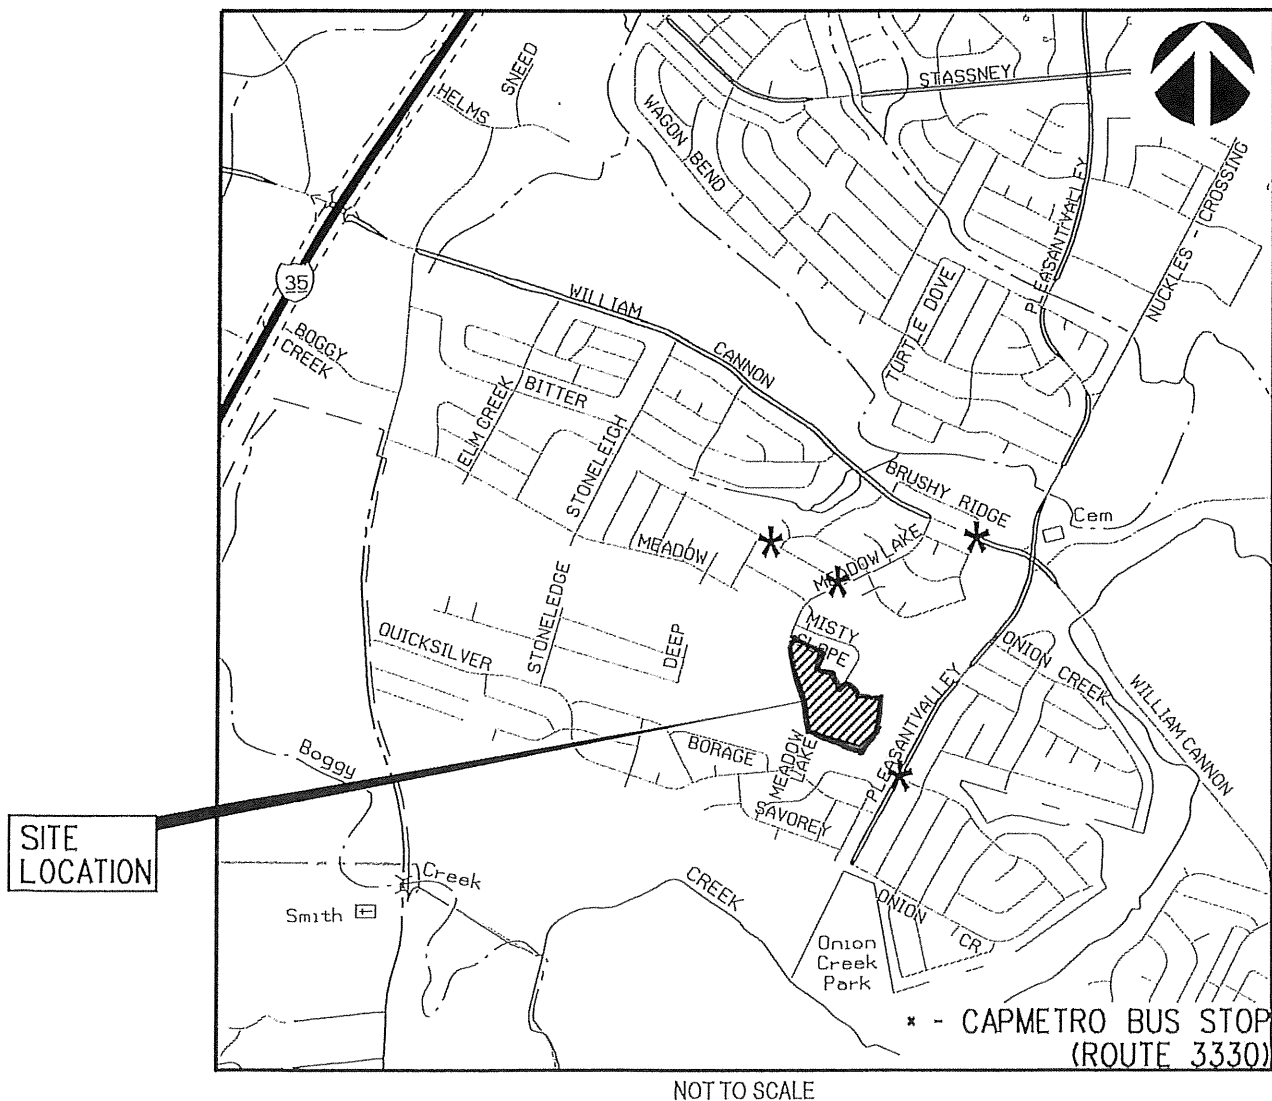 SNEED
HELMS
STASSNEY
WAGON BEND
PLEASANTVALLEY
NUCKLES - CROSSING
35
BOGGY
CREEK
WILLIAM
CANNON
TURTLE DOVE
ELM CREEK
BITTER
STONELEIGH
BRUSHY RIDGE
Cem
MEADOW
MEADOW LAKE
STONELEDGE
DEEP
MISTY
SLOPE
QUICKSILVER
ONION CREEK
WILLIAM CANNON
PLEASANTVALLEY
BORAGE
MEADOW
LAKE
Boggy
SAVOREY
SITE
LOCATION
Creek
CREEK
Smith
ONION
CR.
Onion
Creek
Park
* - CAPMETRO BUS STOP
(ROUTE 3330)
NOT TO SCALE